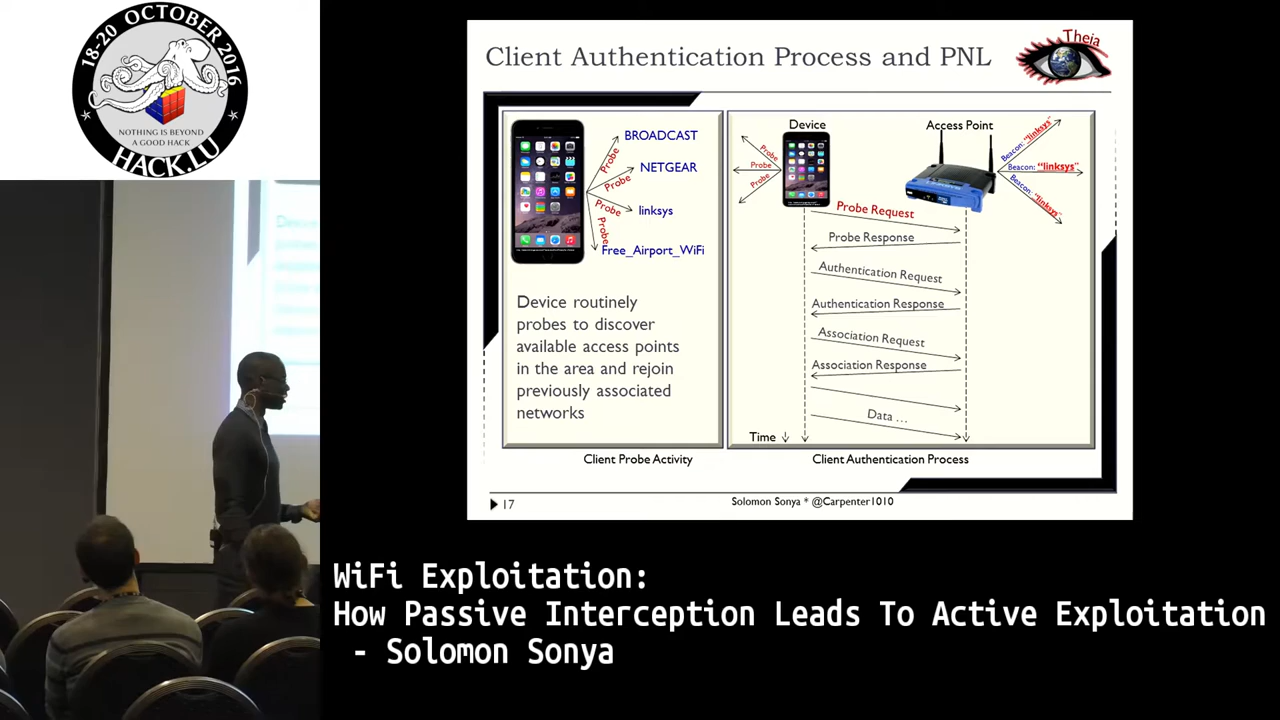 18-20 OCTOBER 2016
NOTHING IS BEYOND
A GOOD HACK
HACK.LU
Client Authentication Process and PNL
Theia
Probe
Probe
Probe
Probe
BROADCAST
NETGEAR
linksys
Free_Airport_WiFi
Device routinely
probes to discover
available access points
in the area and rejoin
previously associated
networks
Client Probe Activity
Device
Access Point
Probe
Probe
Probe
Beacon: "linksys"
Beacon: "linksys"
Beacon: "linksys"
Probe Request
Probe Response
Authentication Request
Authentication Response
Association Request
Association Response
Data ...
Time
Client Authentication Process
17
Solomon Sonya * @Carpenter1010
WiFi Exploitation:
How Passive Interception Leads To Active Exploitation
- Solomon Sonya